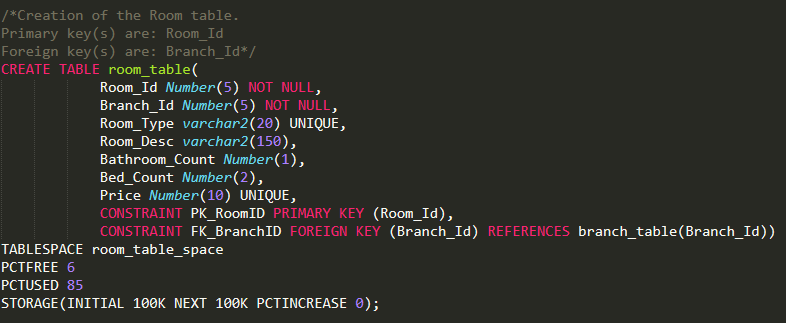 /*Creation of the Room table.
Primary key(s) are: Room_Id
Foreign key(s) are: Branch_Id*/
CREATE TABLE room_table(
Room_Id Number(5) NOT NULL,
Branch_Id Number(5) NOT NULL,
Room_Type varchar2(20) UNIQUE,
Room_Desc varchar2(150),
Bathroom_Count Number(1),
Bed_Count Number(2),
Price Number(10) UNIQUE,
CONSTRAINT PK_RoomID PRIMARY KEY (Room_Id),
CONSTRAINT FK_BranchID FOREIGN KEY (Branch_Id) REFERENCES branch_table(Branch_Id))
TABLESPACE room_table_space
PCTFREE 6
PCTUSED 85
STORAGE(INITIAL 100K NEXT 100K PCTINCREASE 0);